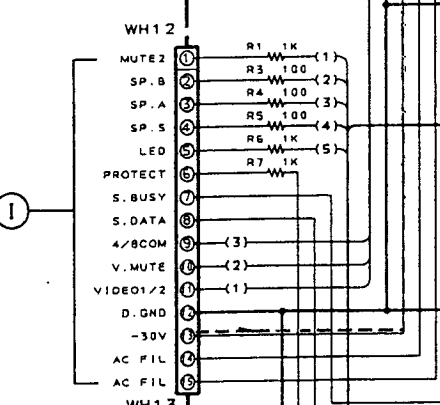 WH12
MUTE2 1 R1 1K (1)
SP.B 2 R3 100 (2)
SP.A 3 R4 100 (3)
SP.S 4 R5 100 (4)
LED 5 R6 1K (5)
PROTECT 6 R7 1K
S.BUSY 7
S.DATA 8
4/8COM 9 (3)
V.MUTE 10 (2)
VIDEO1/2 11 (1)
D.GND 12
-30V 13
AC FIL 14
AC FIL 15
I
WH13